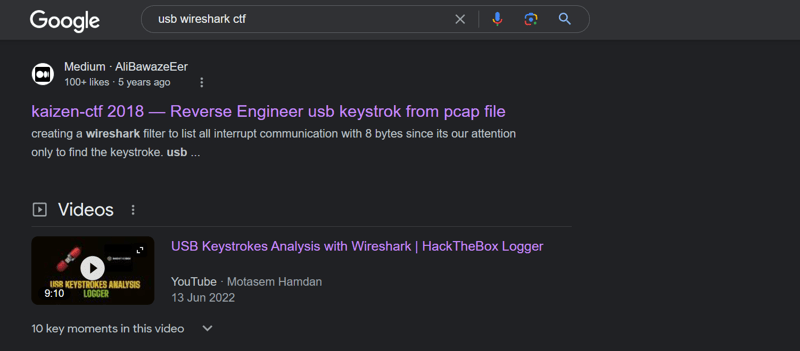 Google
usb wireshark ctf
Medium · AliBawazeEer
100+ likes · 5 years ago
kaizen-ctf 2018 — Reverse Engineer usb keystrok from pcap file
creating a wireshark filter to list all interrupt communication with 8 bytes since its our attention
only to find the keystroke. usb ...
Videos
USB KEYSTROKES ANALYSIS
LOGGER
9:10
USB Keystrokes Analysis with Wireshark | HackTheBox Logger
YouTube · Motasem Hamdan
13 Jun 2022
10 key moments in this video